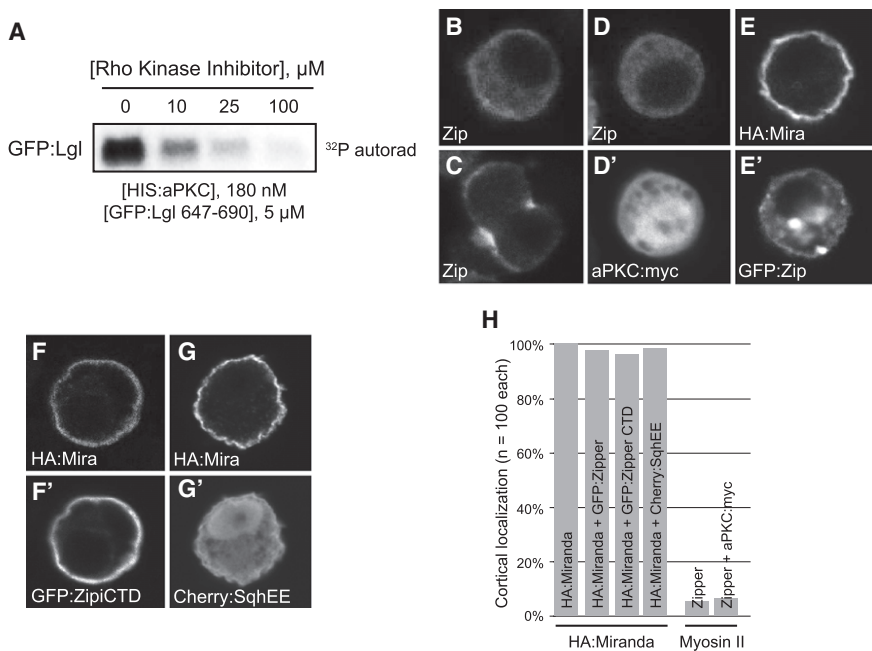 A
[Rho Kinase Inhibitor], µM
0 10 25 100
GFP:Lgl
32P autorad
[HIS:aPKC], 180 nM
[GFP:Lgl 647-690], 5 µM
B
Zip
D
Zip
E
HA:Mira
C
Zip
D'
aPKC:myc
E'
GFP:Zip
F
HA:Mira
G
HA:Mira
F'
GFP:ZipiCTD
G'
Cherry:SqhEE
H
Cortical localization (n = 100 each)
100%
80%
60%
40%
20%
0%
HA:Miranda
HA:Miranda + GFP:Zipper
HA:Miranda + GFP:Zipper CTD
HA:Miranda + Cherry:SqhEE
Zipper
Zipper + aPKC:myc
HA:Miranda
Myosin II